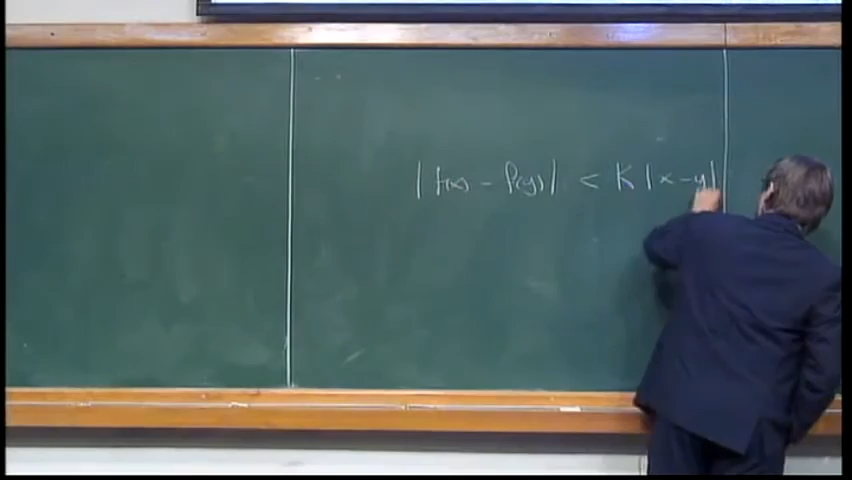 |f(x) - f(y)| < K |x-y|